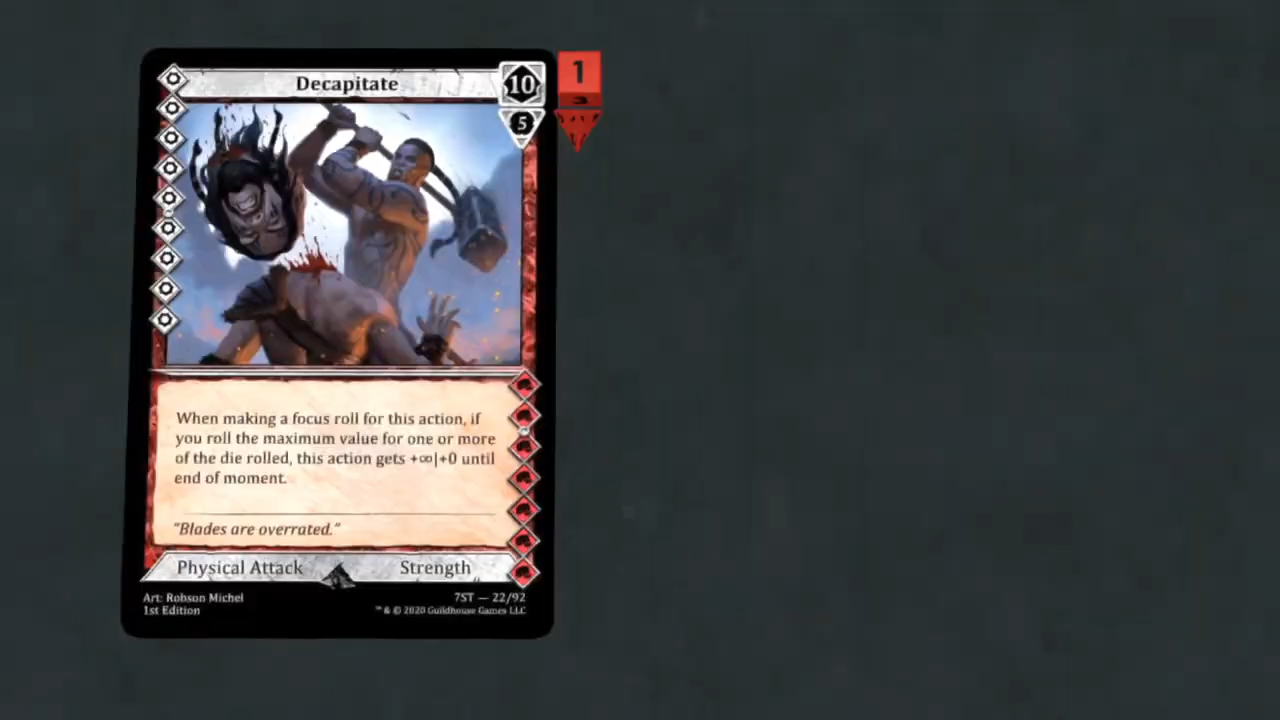 Decapitate
10
1
5
3
When making a focus roll for this action, if
you roll the maximum value for one or more
of the die rolled, this action gets +∞|+0 until
end of moment.
"Blades are overrated."
Physical Attack Strength
Art: Robson Michel
7ST — 22/92
1st Edition
™ & © 2020 Guildhouse Games LLC